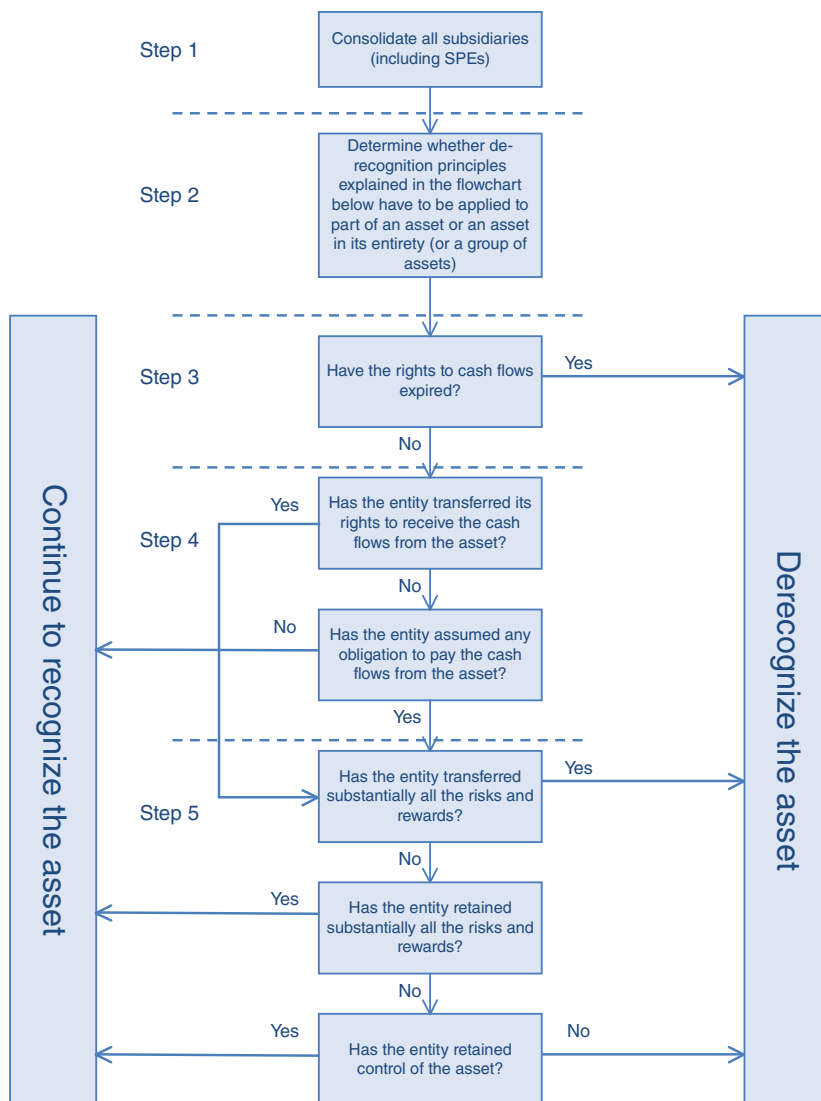 Step 1
Consolidate all subsidiaries
(including SPEs)
Step 2
Determine whether de-
recognition principles
explained in the flowchart
below have to be applied to
part of an asset or an asset
in its entirety (or a group of
assets)
Step 3
Have the rights to cash flows
expired?
Yes
No
Step 4
Yes
Has the entity transferred its
rights to receive the cash
flows from the asset?
No
No
Has the entity assumed any
obligation to pay the cash
flows from the asset?
Yes
Step 5
Has the entity transferred
substantially all the risks and
rewards?
Yes
No
Yes
Has the entity retained
substantially all the risks and
rewards?
No
Yes
Has the entity retained
control of the asset?
No
Continue to recognize the asset
Derecognize the asset